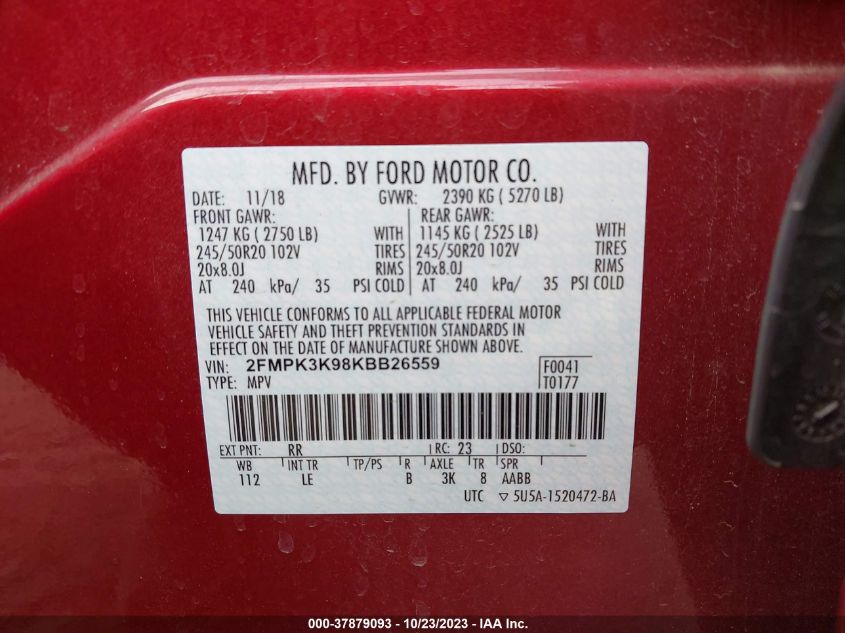 MFD. BY FORD MOTOR CO.
DATE: 11/18 GVWR: 2390 KG ( 5270 LB)
FRONT GAWR: REAR GAWR:
1247 KG ( 2750 LB) WITH 1145 KG ( 2525 LB) WITH
245/50R20 102V TIRES 245/50R20 102V TIRES
20x8.0J RIMS 20x8.0J RIMS
AT 240 kPa/ 35 PSI COLD AT 240 kPa/ 35 PSI COLD
THIS VEHICLE CONFORMS TO ALL APPLICABLE FEDERAL MOTOR
VEHICLE SAFETY AND THEFT PREVENTION STANDARDS IN
EFFECT ON THE DATE OF MANUFACTURE SHOWN ABOVE.
VIN: 2FMPK3K98KBB26559 F0041
TYPE: MPV T0177
EXT PNT: RR RC: 23 DSO:
WB INT TR TP/PS R AXLE TR SPR
112 LE B 3K 8 AABB
UTC ▽ 5U5A-1520472-BA
000-37879093 - 10/23/2023 - IAA Inc.